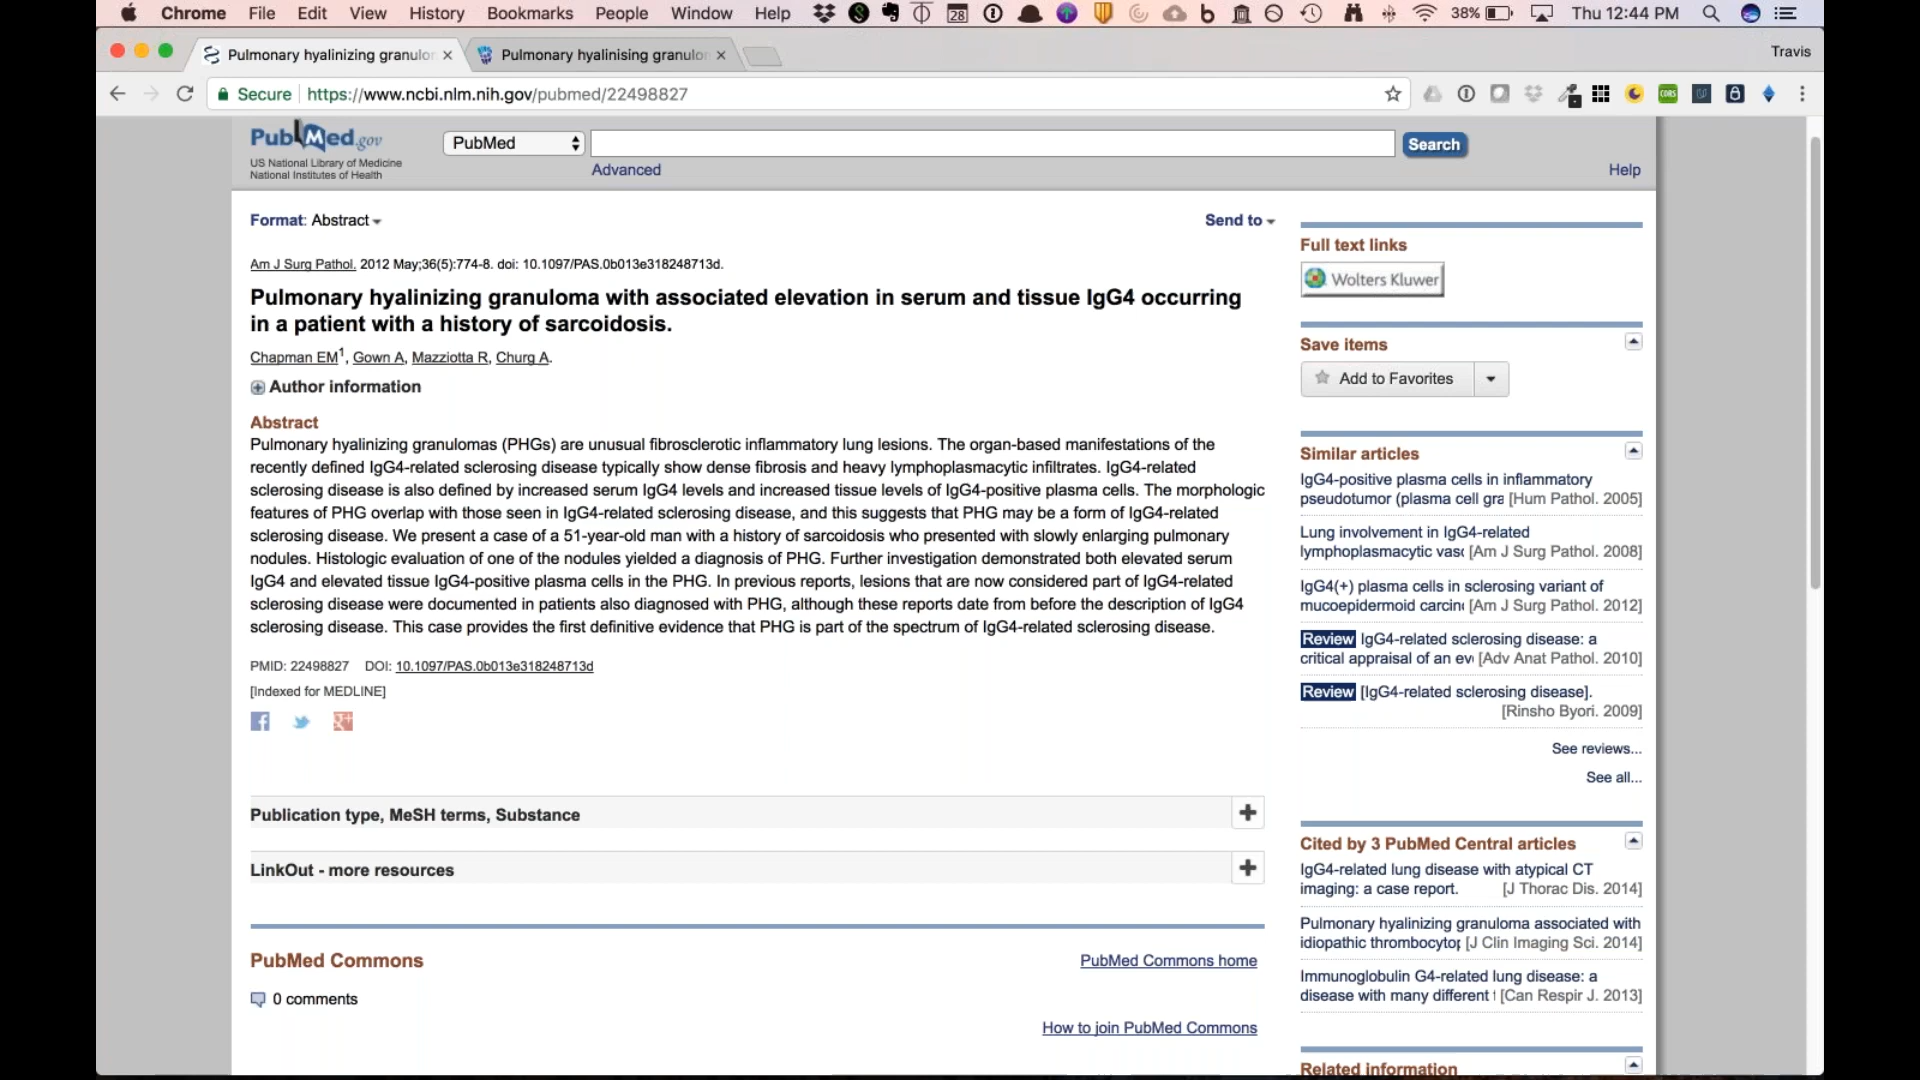 Chrome File Edit View History Bookmarks People Window Help 28 38% Thu 12:44 PM
Pulmonary hyalinizing granulo Pulmonary hyalinising granulo Travis
Secure https://www.ncbi.nlm.nih.gov/pubmed/22498827
PubMed.gov
US National Library of Medicine
National Institutes of Health
PubMed
Search
Advanced
Help
Format: Abstract
Send to
Am J Surg Pathol. 2012 May;36(5):774-8. doi: 10.1097/PAS.0b013e318248713d.
Pulmonary hyalinizing granuloma with associated elevation in serum and tissue IgG4 occurring
in a patient with a history of sarcoidosis.
Chapman EM1, Gown A, Mazziotta R, Churg A.
Author information
Abstract
Pulmonary hyalinizing granulomas (PHGs) are unusual fibrosclerotic inflammatory lung lesions. The organ-based manifestations of the
recently defined IgG4-related sclerosing disease typically show dense fibrosis and heavy lymphoplasmacytic infiltrates. IgG4-related
sclerosing disease is also defined by increased serum IgG4 levels and increased tissue levels of IgG4-positive plasma cells. The morphologic
features of PHG overlap with those seen in IgG4-related sclerosing disease, and this suggests that PHG may be a form of IgG4-related
sclerosing disease. We present a case of a 51-year-old man with a history of sarcoidosis who presented with slowly enlarging pulmonary
nodules. Histologic evaluation of one of the nodules yielded a diagnosis of PHG. Further investigation demonstrated both elevated serum
IgG4 and elevated tissue IgG4-positive plasma cells in the PHG. In previous reports, lesions that are now considered part of IgG4-related
sclerosing disease were documented in patients also diagnosed with PHG, although these reports date from before the description of IgG4
sclerosing disease. This case provides the first definitive evidence that PHG is part of the spectrum of IgG4-related sclerosing disease.
PMID: 22498827 DOI: 10.1097/PAS.0b013e318248713d
[Indexed for MEDLINE]
Publication type, MeSH terms, Substance
LinkOut - more resources
PubMed Commons
PubMed Commons home
0 comments
How to join PubMed Commons
Full text links
Wolters Kluwer
Save items
Add to Favorites
Similar articles
IgG4-positive plasma cells in inflammatory
pseudotumor (plasma cell gra [Hum Pathol. 2005]
Lung involvement in IgG4-related
lymphoplasmacytic vasc [Am J Surg Pathol. 2008]
IgG4(+) plasma cells in sclerosing variant of
mucoepidermoid carcin [Am J Surg Pathol. 2012]
Review IgG4-related sclerosing disease: a
critical appraisal of an ev [Adv Anat Pathol. 2010]
Review [IgG4-related sclerosing disease].
[Rinsho Byori. 2009]
See reviews...
See all...
Cited by 3 PubMed Central articles
IgG4-related lung disease with atypical CT
imaging: a case report. [J Thorac Dis. 2014]
Pulmonary hyalinizing granuloma associated with
idiopathic thrombocytop [J Clin Imaging Sci. 2014]
Immunoglobulin G4-related lung disease: a
disease with many different [Can Respir J. 2013]
Related information